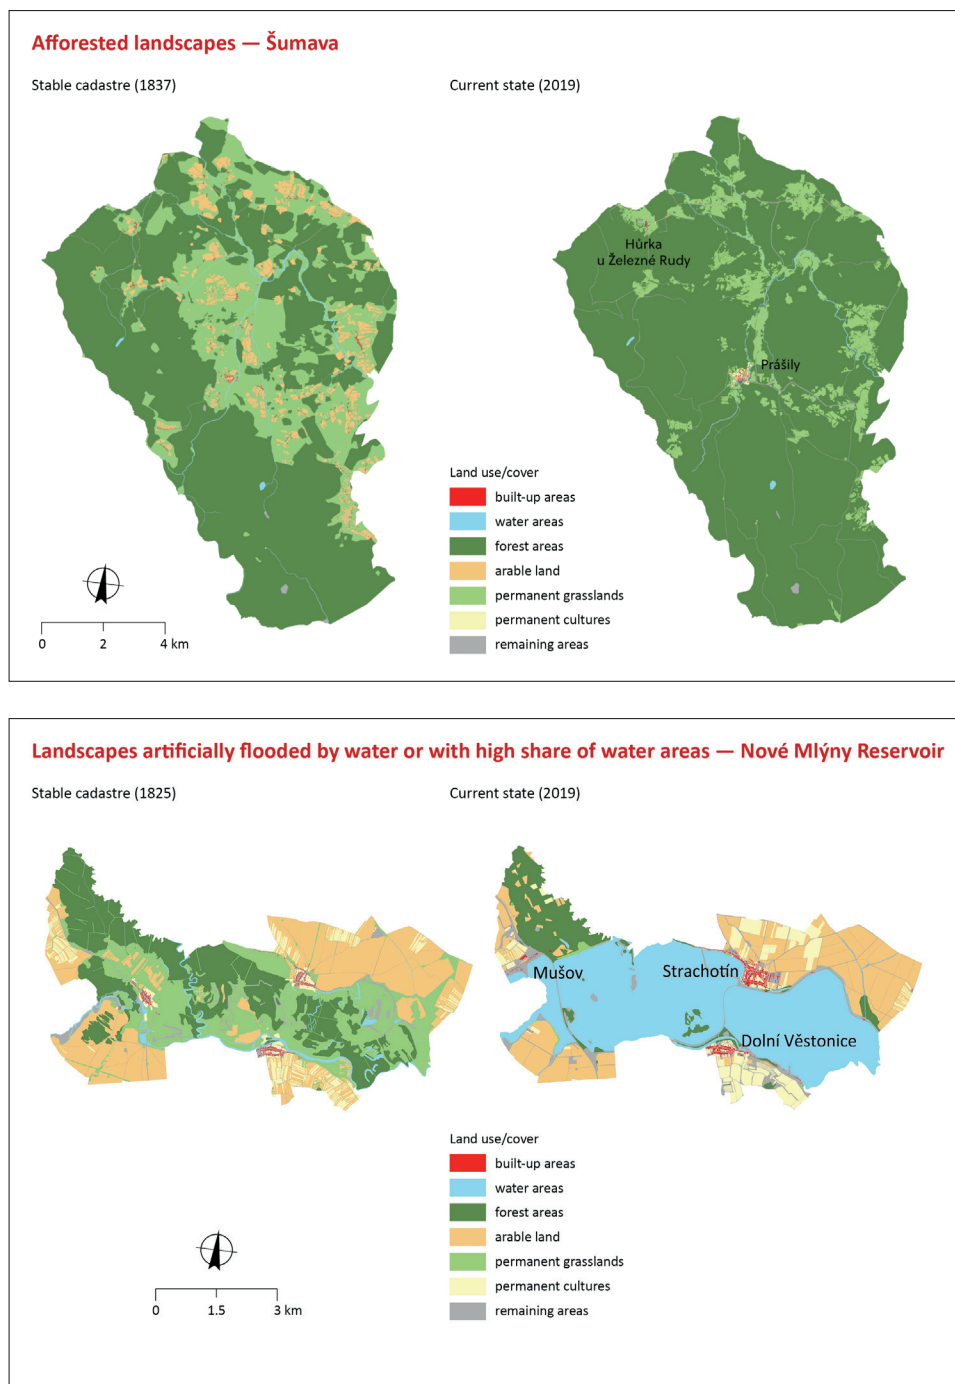 Afforested landscapes — Šumava
Stable cadastre (1837)
Current state (2019)
Hůrka
u Železné Rudy
Prášily
Land use/cover
built-up areas
water areas
forest areas
arable land
permanent grasslands
permanent cultures
remaining areas
0 2 4 km
Landscapes artificially flooded by water or with high share of water areas — Nové Mlýny Reservoir
Stable cadastre (1825)
Current state (2019)
Mušov
Strachotín
Dolní Věstonice
Land use/cover
built-up areas
water areas
forest areas
arable land
permanent grasslands
permanent cultures
remaining areas
0 1.5 3 km